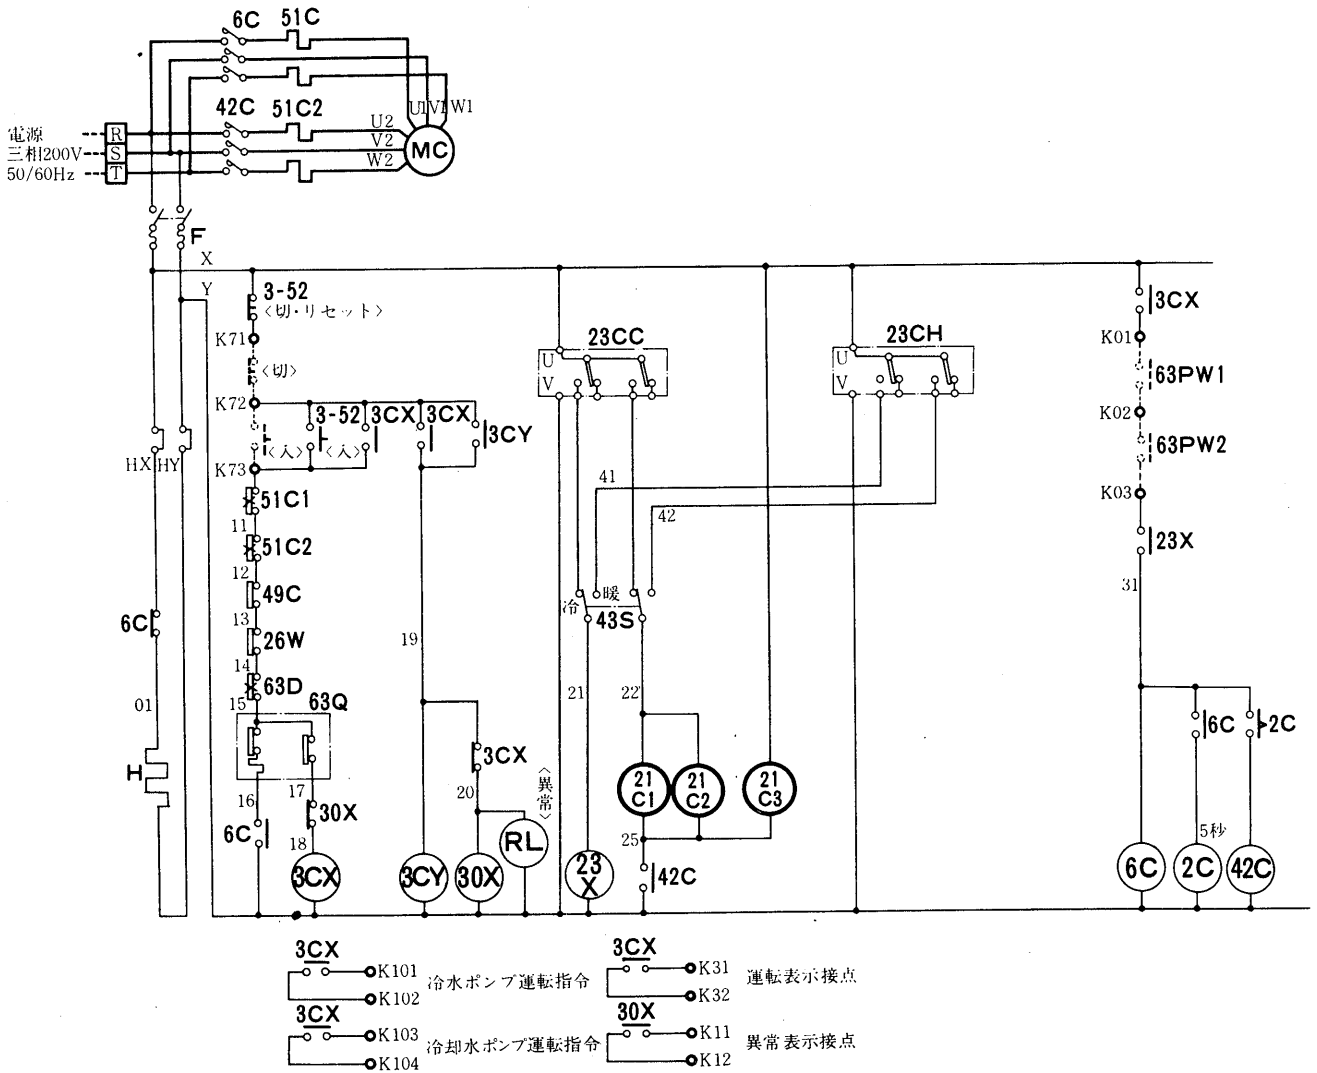 6C 51C
U1 V1 W1
42C 51C2 U2
V2
W2
MC
電源
三相200V
50/60Hz
R
S
T
F
X
Y
3-52
<切・リセット>
K71
<切>
K72
3-52 3CX 3CX
3CY
<入> <入>
K73
HX HY
51C1
11
51C2
12
49C
13
26W
14
63D
15
63Q
6C
01
H
16
17
6C
30X
18
3CX
19
3CX
20
<異常>
RL
3CY
30X
23CC
U
V
23CH
U
V
41
42
冷
暖
43S
21
22
21
C1
21
C2
21
C3
25
42C
23
X
3CX
K01
63PW1
K02
63PW2
K03
23X
31
6C
2C
5秒
6C
2C
42C
3CX
K101
K102
冷水ポンプ運転指令
3CX
K31
K32
運転表示接点
3CX
K103
K104
冷却水ポンプ運転指令
30X
K11
K12
異常表示接点